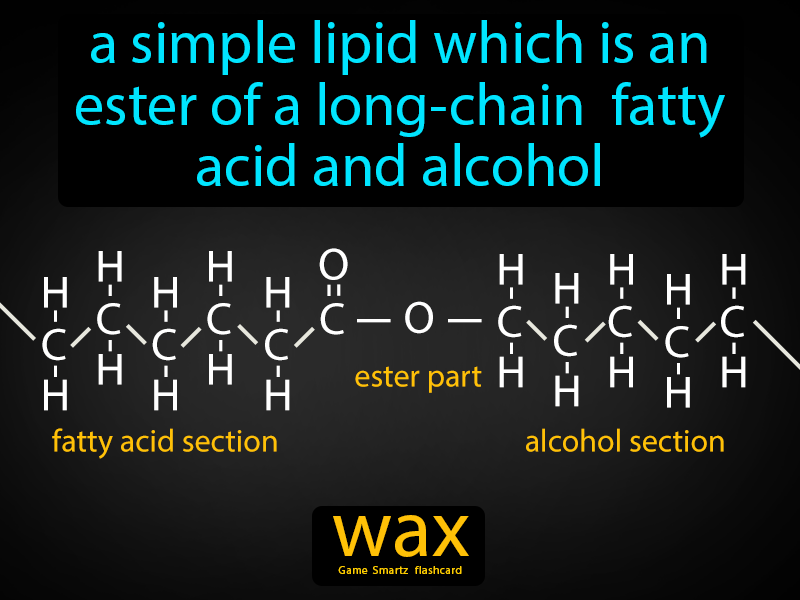 a simple lipid which is an
ester of a long-chain fatty
acid and alcohol
H H H H H O H H H H H
C C C C C C O C C C C C
H H H H H H H H H H
ester part
fatty acid section
alcohol section
wax
Game Smartz flashcard